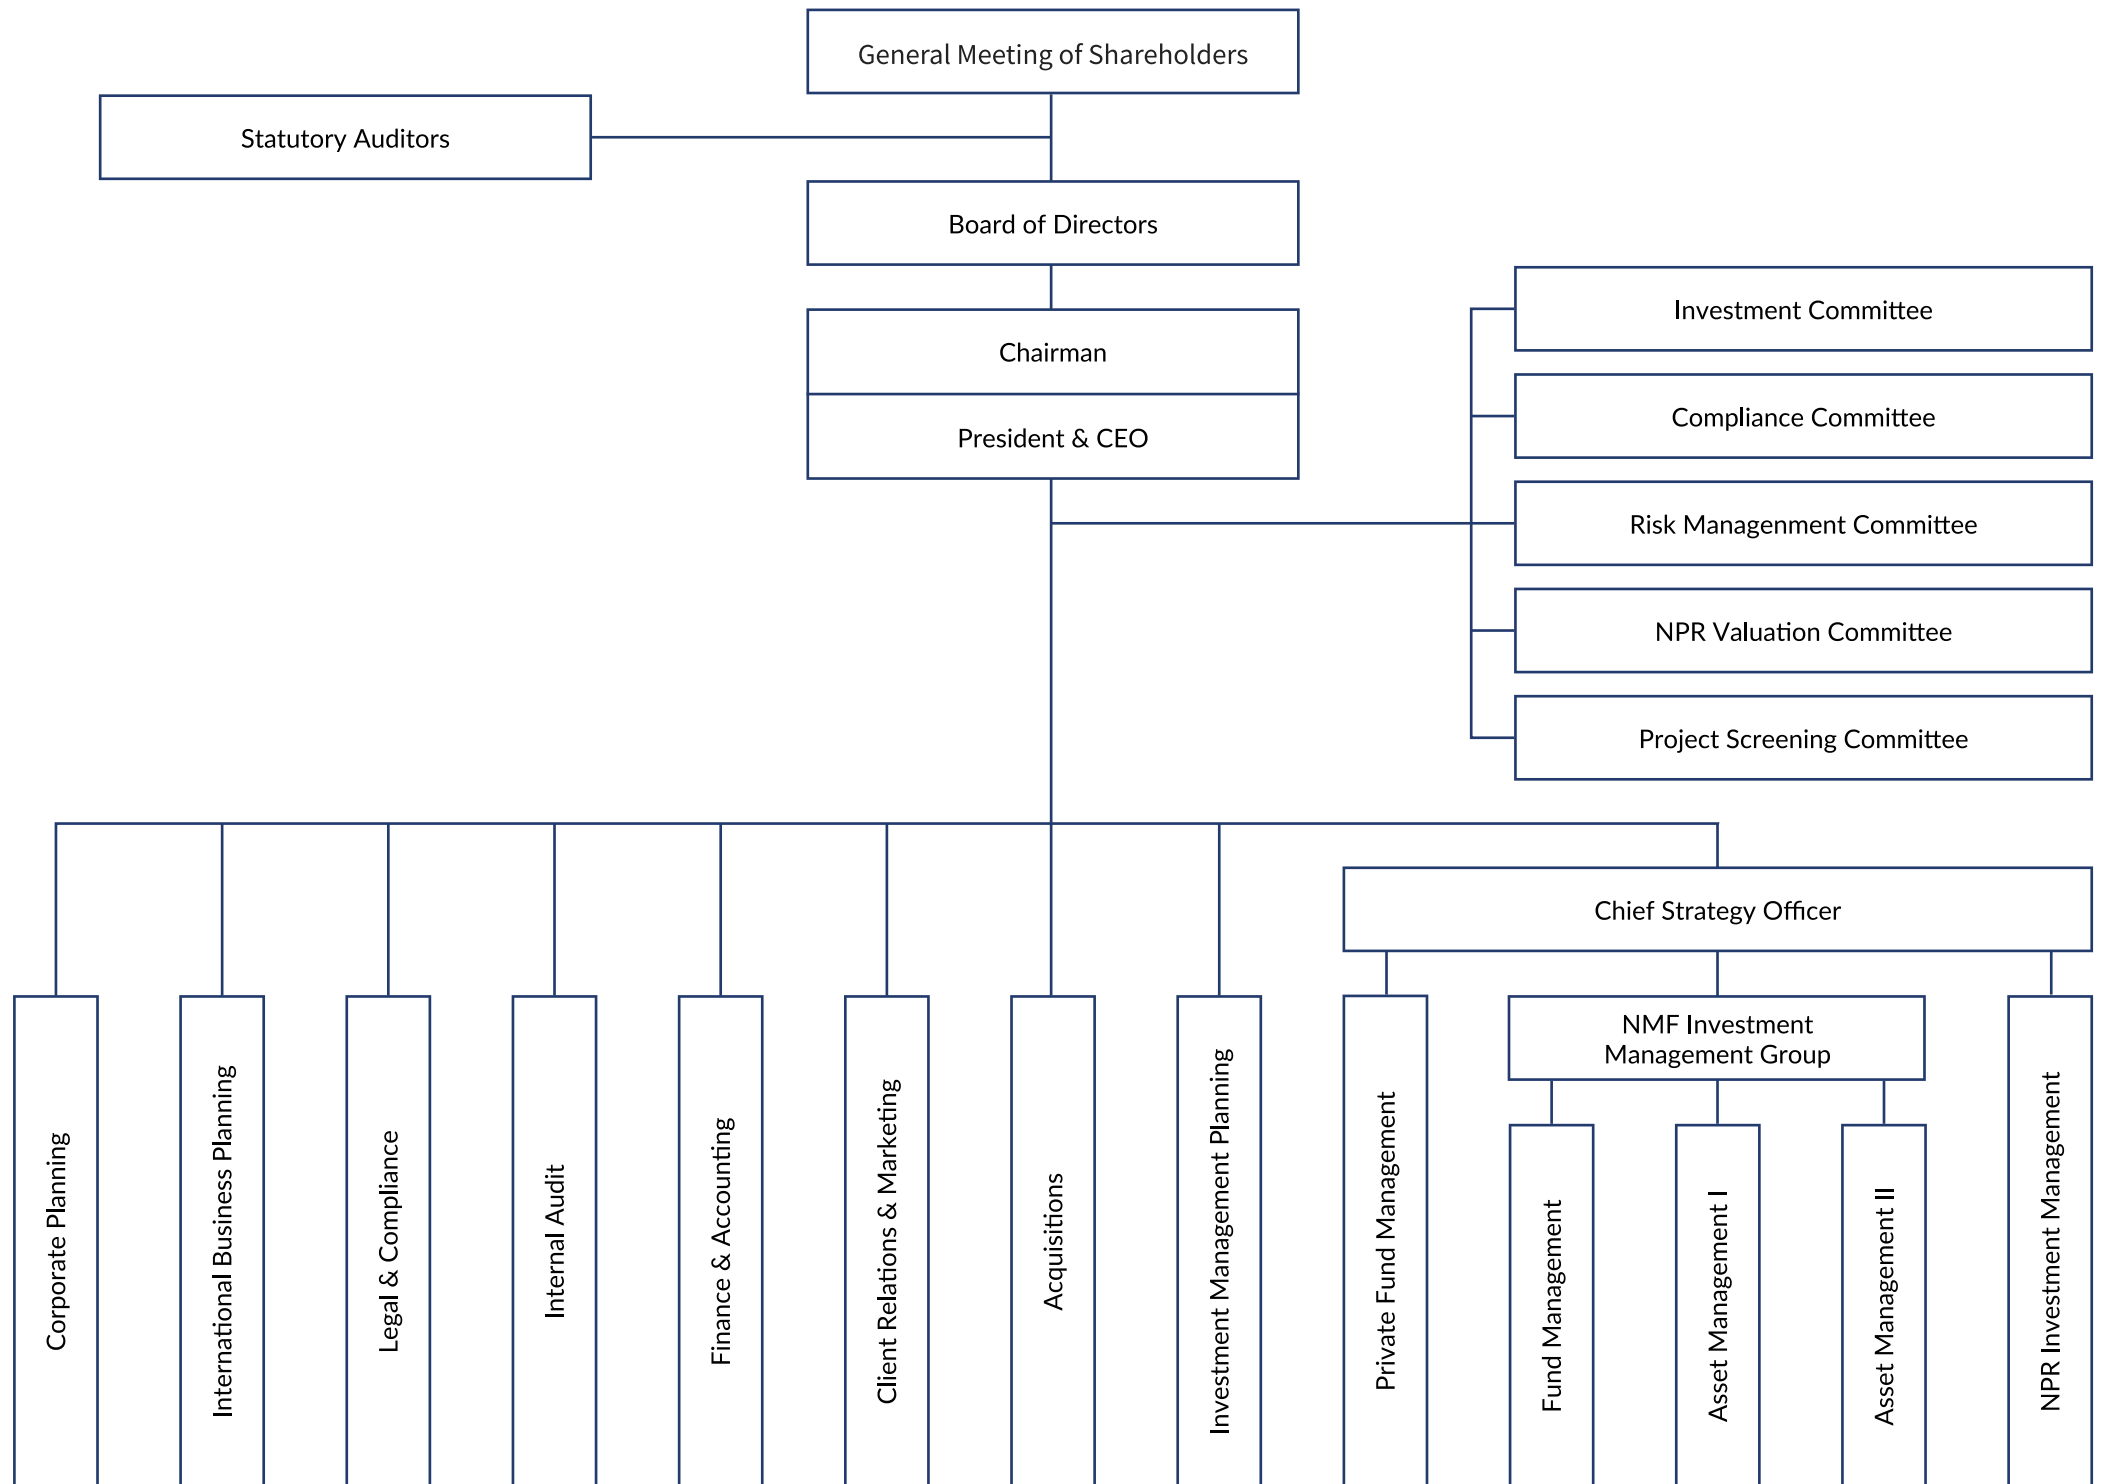 General Meeting of Shareholders
Statutory Auditors
Board of Directors
Chairman
President & CEO
Investment Committee
Compliance Committee
Risk Managenment Committee
NPR Valuation Committee
Project Screening Committee
Chief Strategy Officer
NMF Investment
Management Group
Corporate Planning
International Business Planning
Legal & Compliance
Internal Audit
Finance & Accounting
Client Relations & Marketing
Acquisitions
Investment Management Planning
Private Fund Management
Fund Management
Asset Management I
Asset Management II
NPR Investment Management